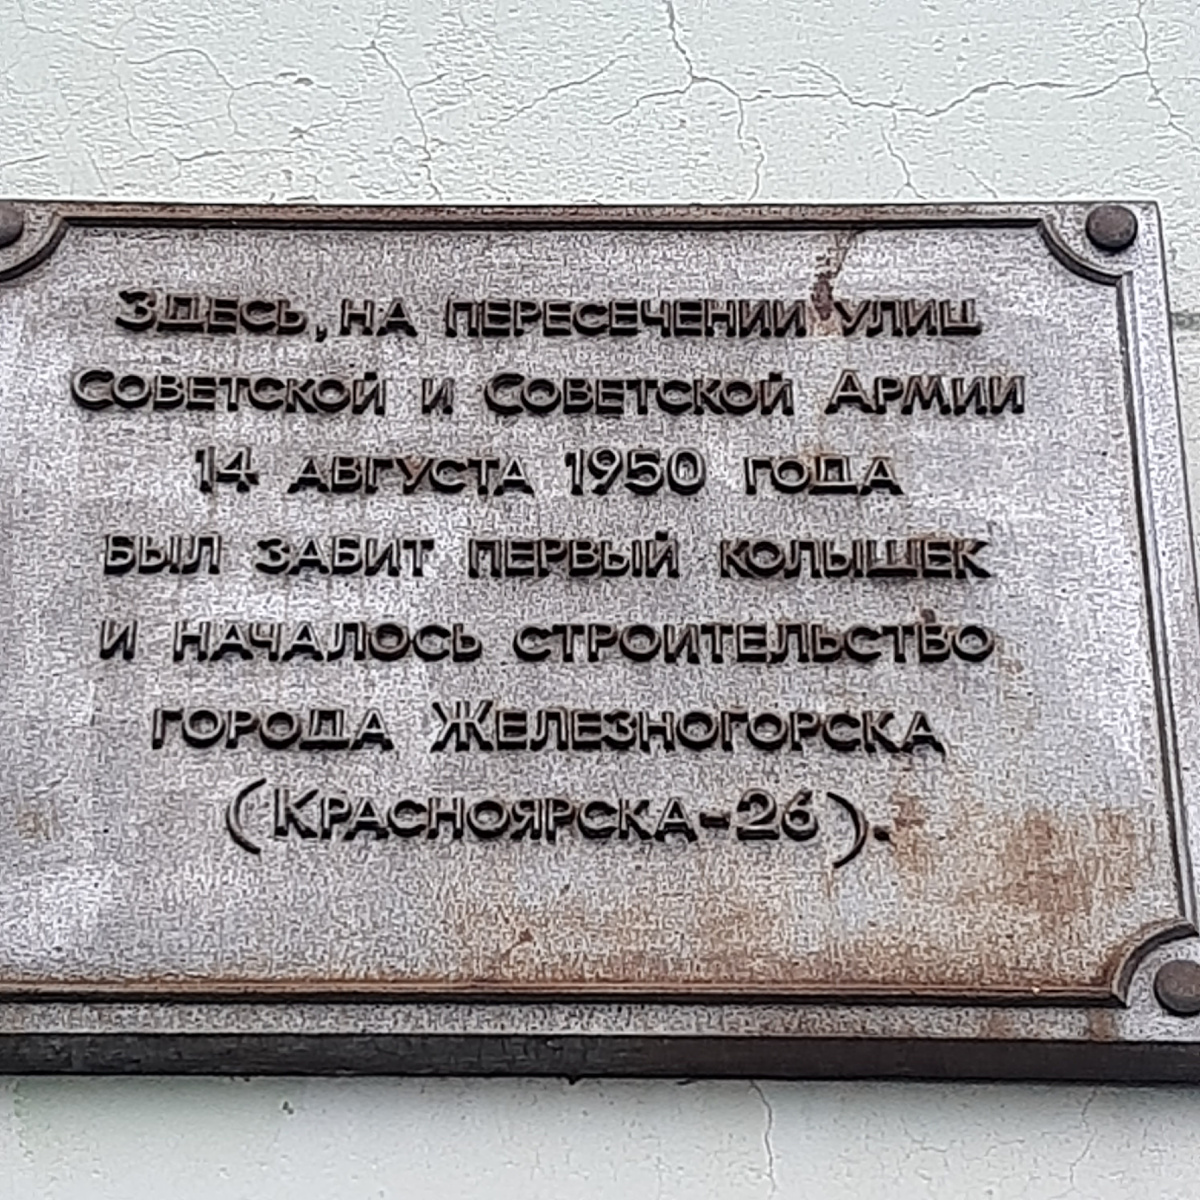 Здесь, на пересечении улиц
Советской и Советской Армии
14 августа 1950 года
был забит первый колышек
и началось строительство
города Железногорска
(Красноярска-26).